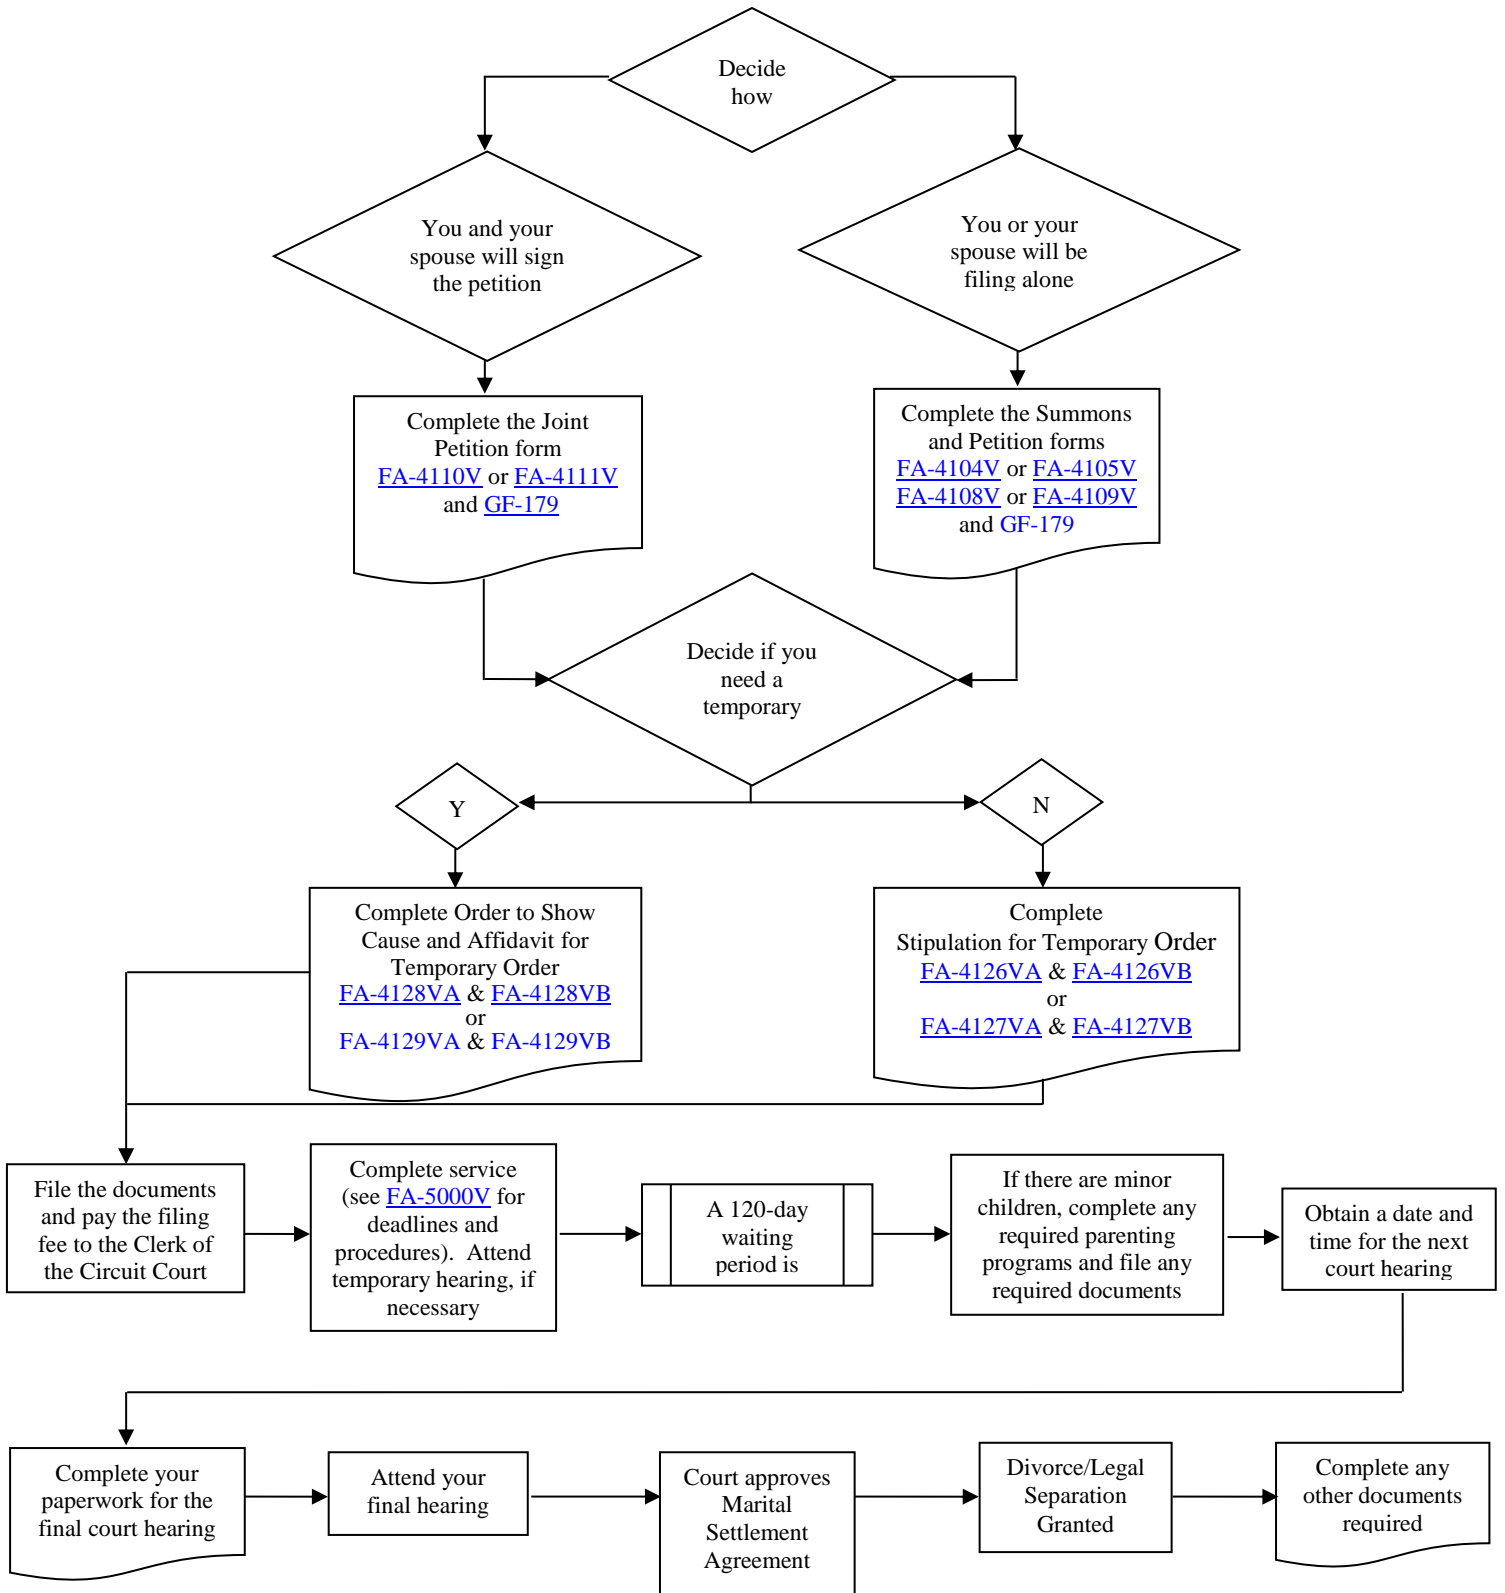 Decide
how
You and your
spouse will sign
the petition
You or your
spouse will be
filing alone
Complete the Joint
Petition form
FA-4110V or FA-4111V
and GF-179
Complete the Summons
and Petition forms
FA-4104V or FA-4105V
FA-4108V or FA-4109V
and GF-179
Decide if you
need a
temporary
Y
N
Complete Order to Show
Cause and Affidavit for
Temporary Order
FA-4128VA & FA-4128VB
or
FA-4129VA & FA-4129VB
Complete
Stipulation for Temporary Order
FA-4126VA & FA-4126VB
or
FA-4127VA & FA-4127VB
File the documents
and pay the filing
fee to the Clerk of
the Circuit Court
Complete service
(see FA-5000V for
deadlines and
procedures). Attend
temporary hearing, if
necessary
A 120-day
waiting
period is
If there are minor
children, complete any
required parenting
programs and file any
required documents
Obtain a date and
time for the next
court hearing
Complete your
paperwork for the
final court hearing
Attend your
final hearing
Court approves
Marital
Settlement
Agreement
Divorce/Legal
Separation
Granted
Complete any
other documents
required